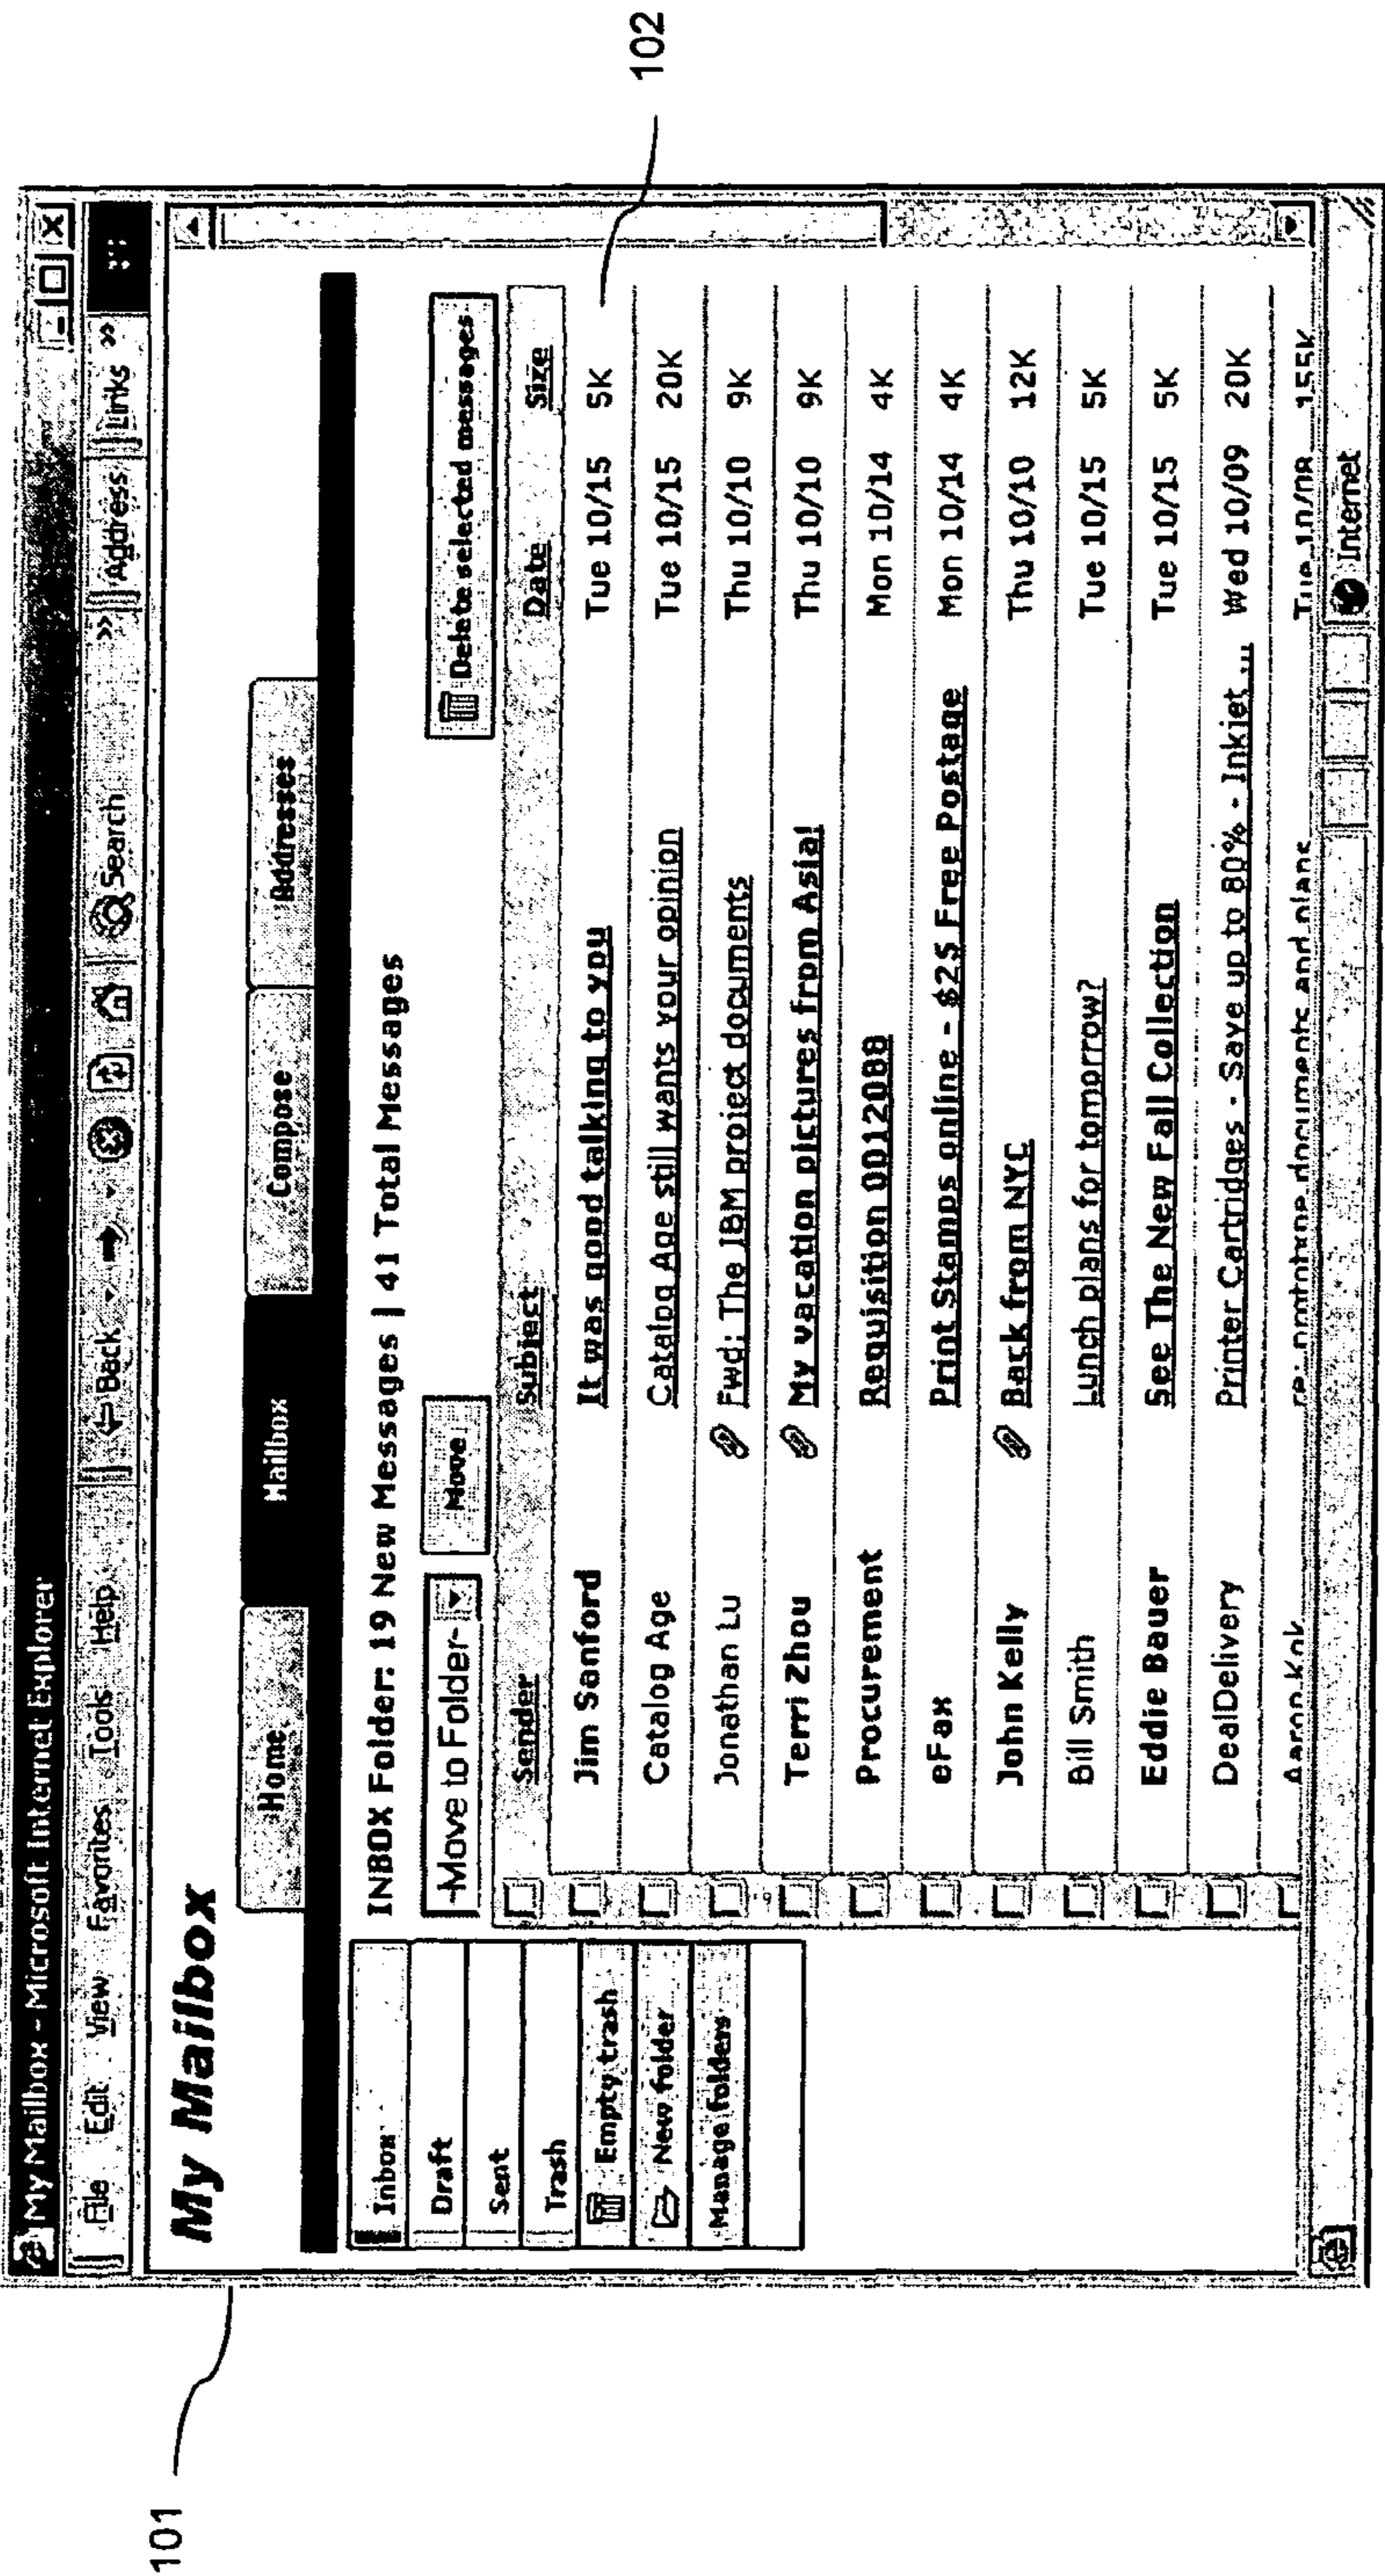 My Mailbox - Microsoft Internet Explorer
File Edit View Favorites Tools Help Back Search Address Links
101
My Mailbox
Home Mailbox Compose Addresses
INBOX Folder: 19 New Messages | 41 Total Messages
Inbox
Draft
Sent
Trash
Empty trash
New folder
Manage folders
-Move to Folder- Move Delete selected messages
Sender Subject Date Size
102
Jim Sanford It was good talking to you Tue 10/15 5K
Catalog Age Catalog Age still wants your opinion Tue 10/15 20K
Jonathan Lu Fwd: The IBM project documents Thu 10/10 9K
Terri Zhou My vacation pictures from Asia! Thu 10/10 9K
Procurement Requisition 0012088 Mon 10/14 4K
eFax Print Stamps online - $25 Free Postage Mon 10/14 4K
John Kelly Back from NYC Thu 10/10 12K
Bill Smith Lunch plans for tomorrow? Tue 10/15 5K
Eddie Bauer See The New Fall Collection Tue 10/15 5K
DealDelivery Printer Cartridges - Save up to 80% - Inkjet ... Wed 10/09 20K
documents and plans Tue 10/08 155K
Internet